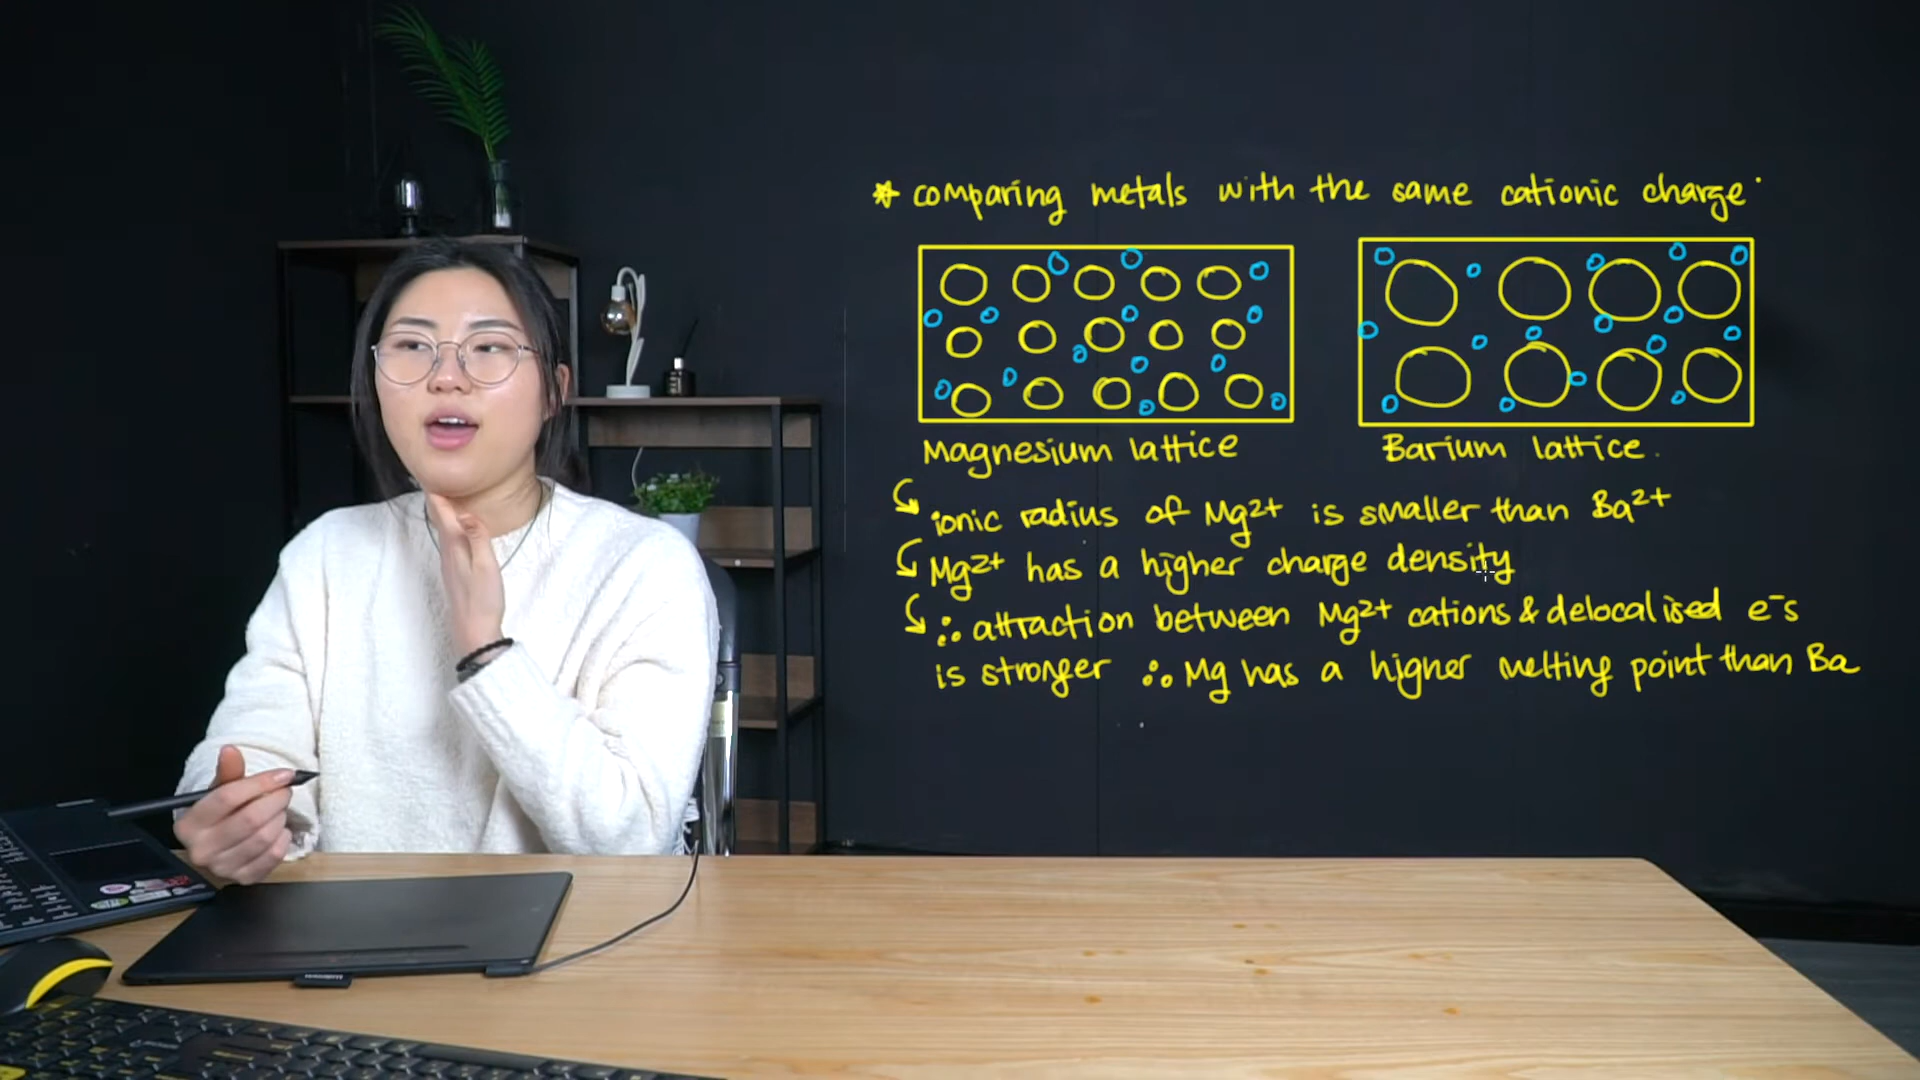 * comparing metals with the same cationic charge.
Magnesium lattice
Barium lattice.
ionic radius of Mg2+ is smaller than Ba2+
Mg2+ has a higher charge density
∴ attraction between Mg2+ cations & delocalised e-s
is stronger ∴ Mg has a higher melting point than Ba